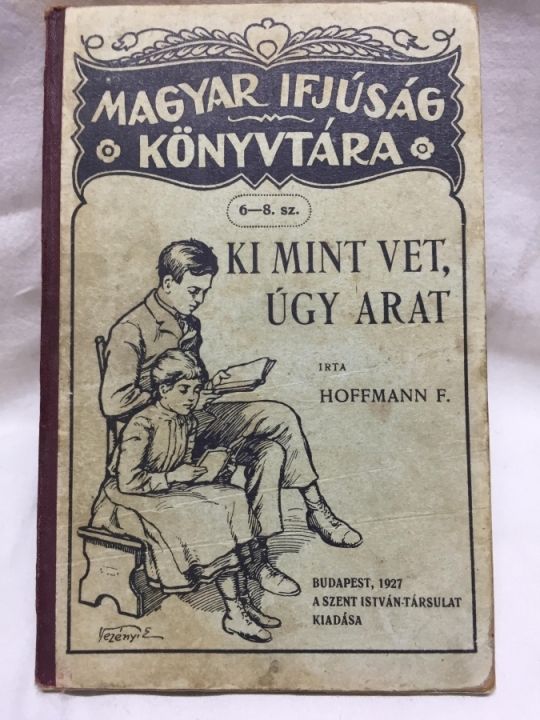 MAGYAR IFJÚSÁG
KÖNYVTÁRA
6—8. sz.
KI MINT VET,
ÚGY ARAT
IRTA
HOFFMANN F.
BUDAPEST, 1927
A SZENT ISTVÁN-TÁRSULAT
KIADÁSA
Vezényi E